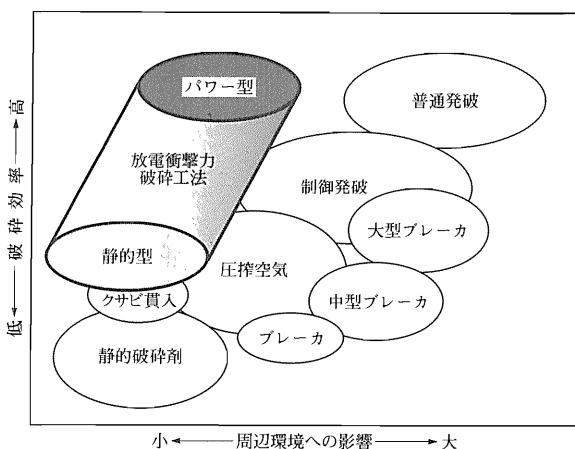 パワー型
普通発破
放電衝撃力
破砕工法
制御発破
大型ブレーカ
静的型
圧搾空気
クサビ貫入
中型ブレーカ
ブレーカ
静的破砕剤
低←破砕効率→高
小←周辺環境への影響→大